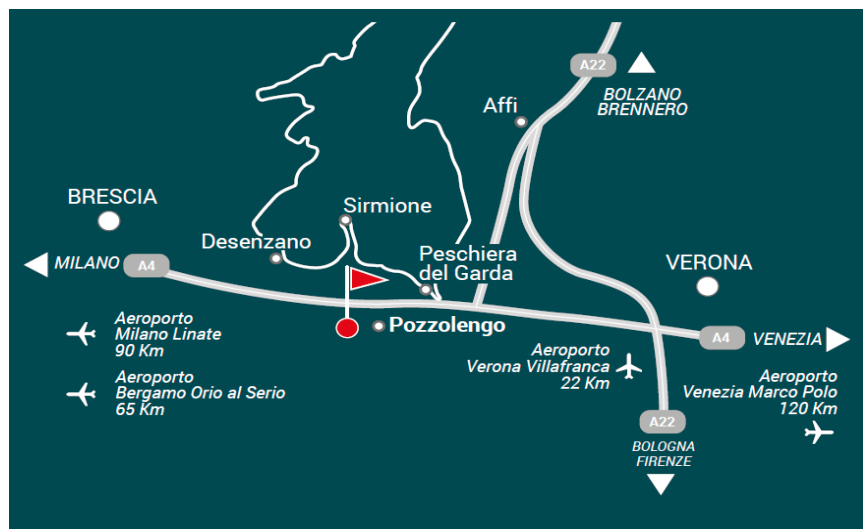 A22
BOLZANO
BRENNERO
Affi
BRESCIA
Sirmione
Desenzano
Peschiera
del Garda
VERONA
MILANO
A4
Pozzolengo
A4
VENEZIA
Aeroporto
Milano Linate
90 Km
Aeroporto
Verona Villafranca
22 Km
Aeroporto
Bergamo Orio al Serio
65 Km
Aeroporto
Venezia Marco Polo
120 Km
A22
BOLOGNA
FIRENZE